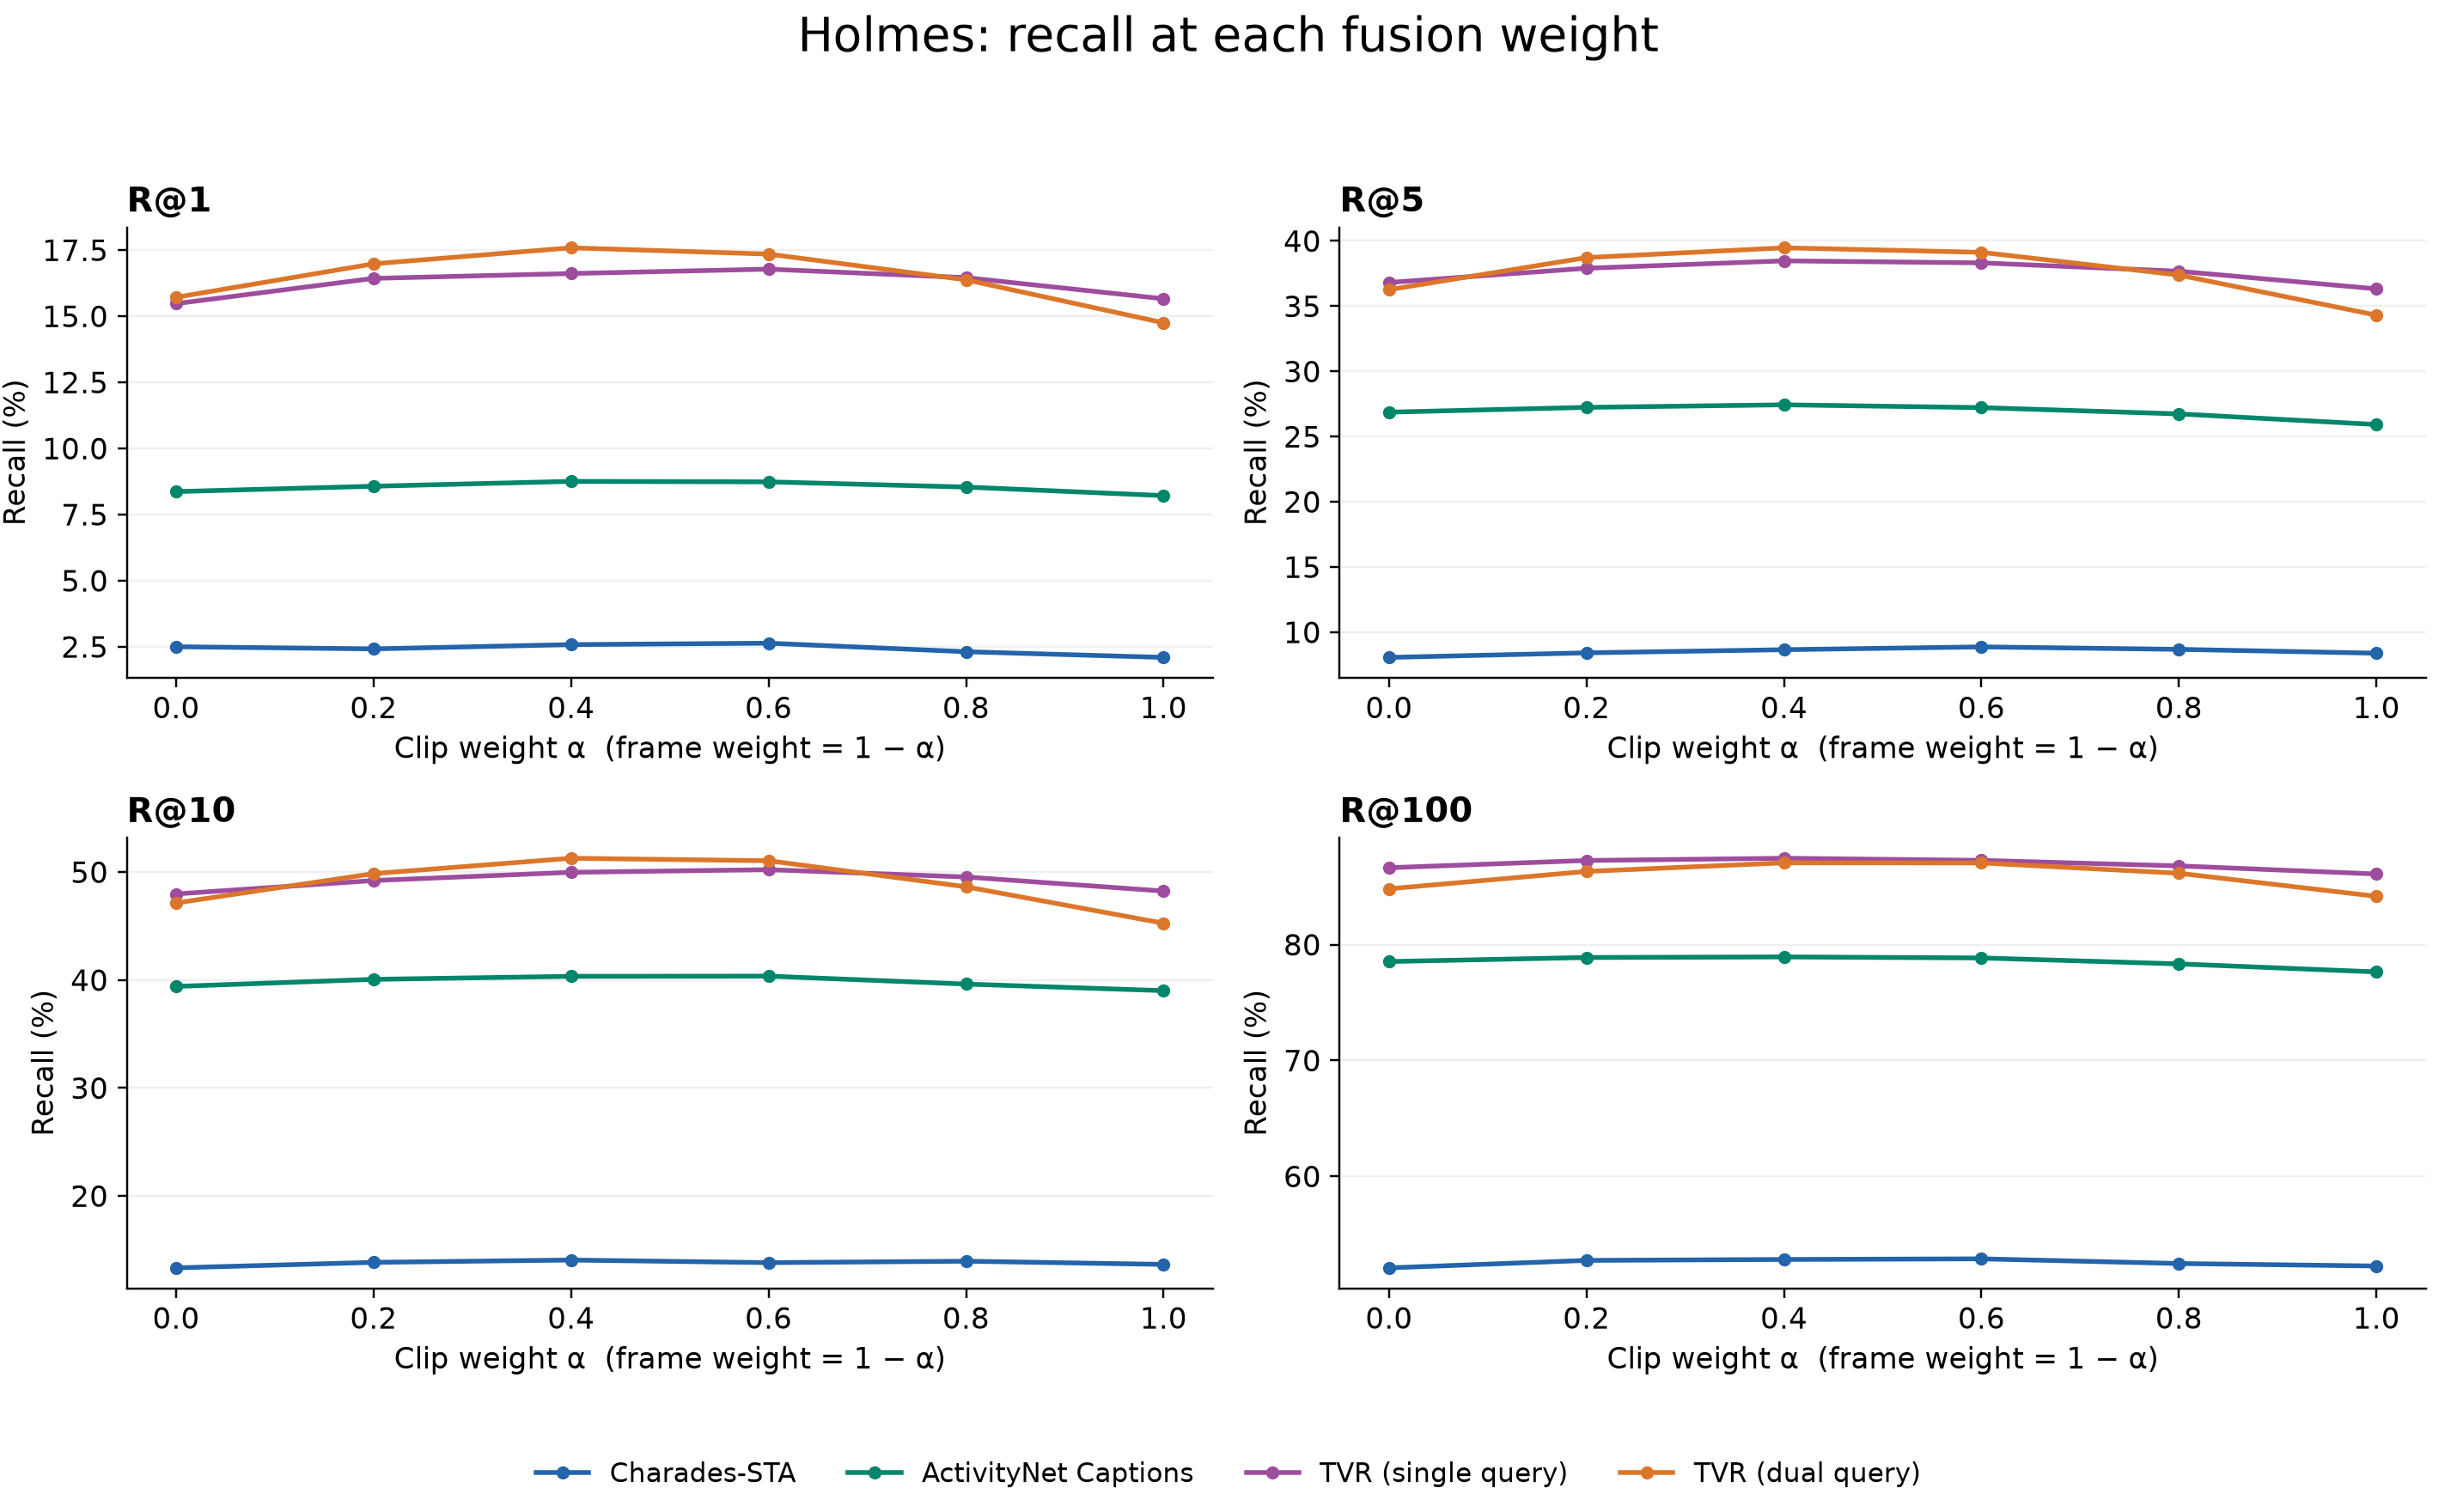 Holmes: recall at each fusion weight
R@1
Recall (%)
17.5
15.0
12.5
10.0
7.5
5.0
2.5
0.0 0.2 0.4 0.6 0.8 1.0
Clip weight α (frame weight = 1 − α)
R@5
Recall (%)
40
35
30
25
20
15
10
0.0 0.2 0.4 0.6 0.8 1.0
Clip weight α (frame weight = 1 − α)
R@10
Recall (%)
50
40
30
20
0.0 0.2 0.4 0.6 0.8 1.0
Clip weight α (frame weight = 1 − α)
R@100
Recall (%)
80
70
60
0.0 0.2 0.4 0.6 0.8 1.0
Clip weight α (frame weight = 1 − α)
Charades-STA ActivityNet Captions TVR (single query) TVR (dual query)